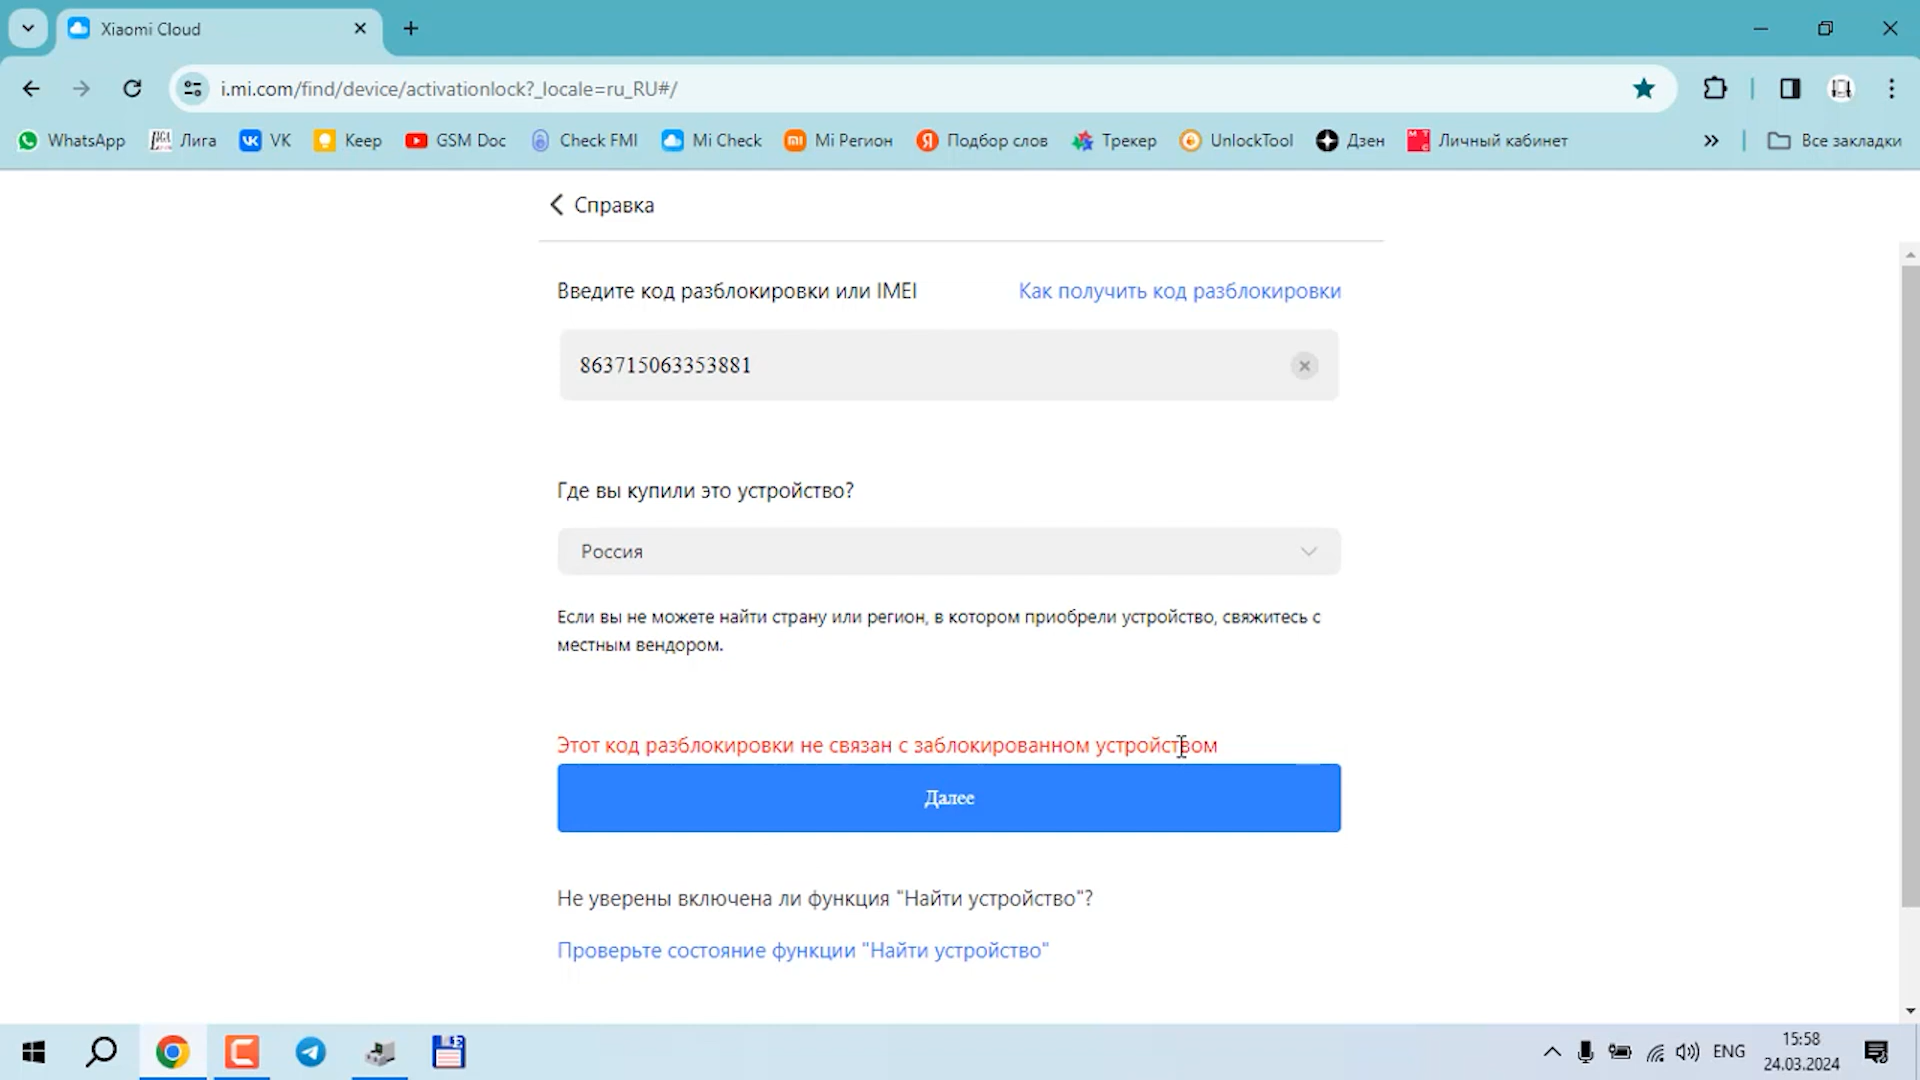 Xiaomi Cloud
i.mi.com/find/device/activationlock?_locale=ru_RU#/
WhatsApp Лига VK Keep GSM Doc Check FMI Mi Check Mi Регион Подбор слов Трекер UnlockTool Дзен Личный кабинет » Все закладки
Справка
Введите код разблокировки или IMEI Как получить код разблокировки
863715063353881
Где вы купили это устройство?
Россия
Если вы не можете найти страну или регион, в котором приобрели устройство, свяжитесь с
местным вендором.
Этот код разблокировки не связан с заблокированном устройством
Далее
Не уверены включена ли функция "Найти устройство"?
Проверьте состояние функции "Найти устройство"
ENG
15:58
24.03.2024